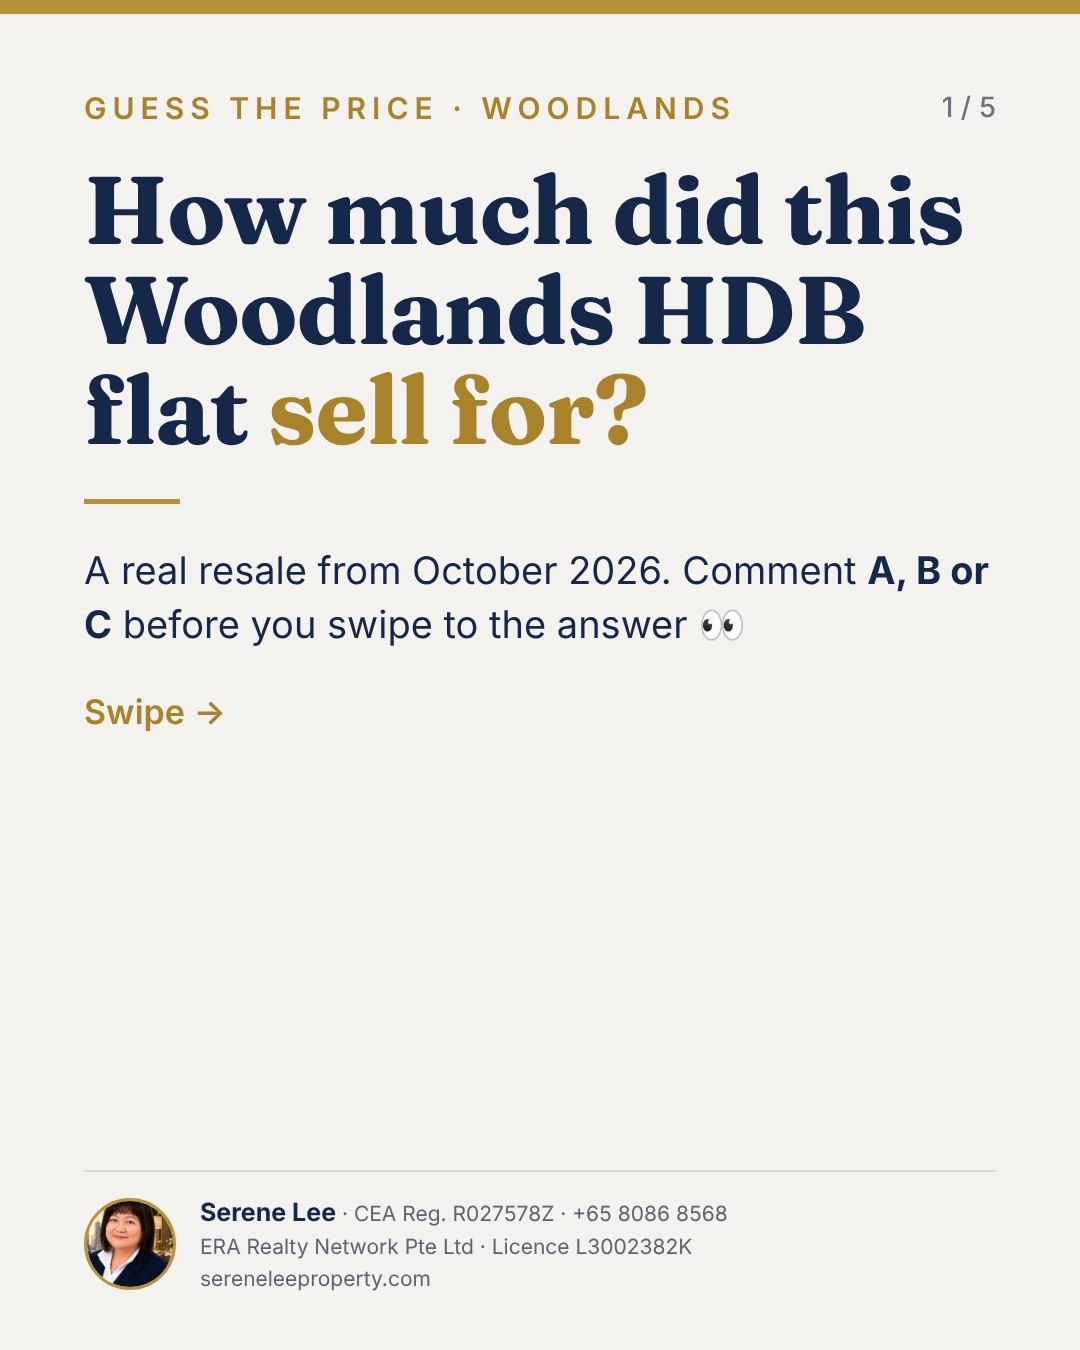 GUESS THE PRICE · WOODLANDS
1 / 5
How much did this
Woodlands HDB
flat sell for?
A real resale from October 2026. Comment A, B or
C before you swipe to the answer 👀
Swipe →
Serene Lee · CEA Reg. R027578Z · +65 8086 8568
ERA Realty Network Pte Ltd · Licence L3002382K
sereneleeproperty.com